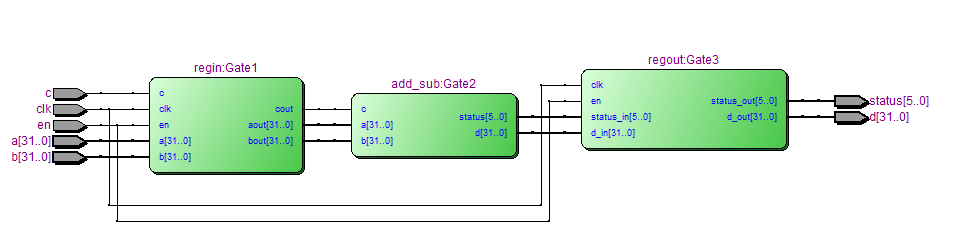 regin:Gate1
c
clk
en
a[31..0]
b[31..0]
c
clk
en
a[31..0]
b[31..0]
cout
aout[31..0]
bout[31..0]
add_sub:Gate2
c
a[31..0]
b[31..0]
status[5..0]
d[31..0]
regout:Gate3
clk
en
status_in[5..0]
d_in[31..0]
status_out[5..0]
d_out[31..0]
status[5..0]
d[31..0]